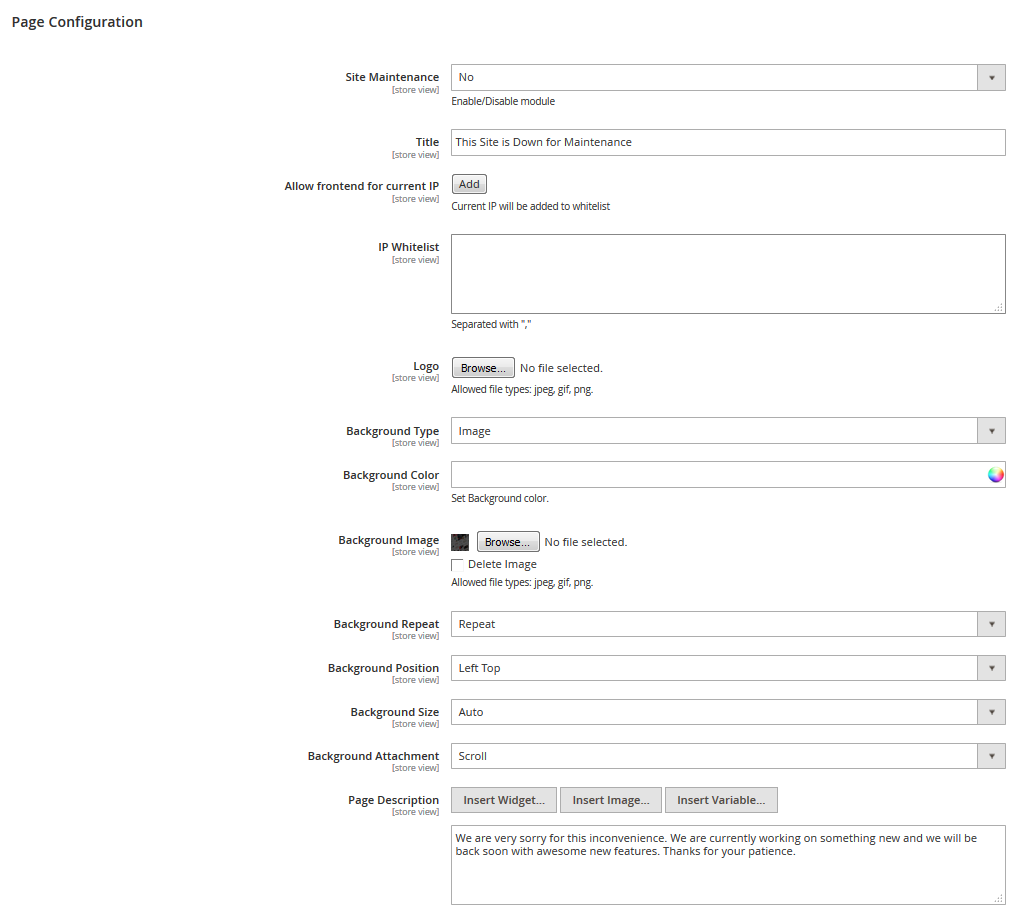 Page Configuration
Site Maintenance
[store view]
No
Enable/Disable module
Title
[store view]
This Site is Down for Maintenance
Allow frontend for current IP
[store view]
Add
Current IP will be added to whitelist
IP Whitelist
[store view]
Separated with ","
Logo
[store view]
Browse... No file selected.
Allowed file types: jpeg, gif, png.
Background Type
[store view]
Image
Background Color
[store view]
Set Background color.
Background Image
[store view]
Browse... No file selected.
Delete Image
Allowed file types: jpeg, gif, png.
Background Repeat
[store view]
Repeat
Background Position
[store view]
Left Top
Background Size
[store view]
Auto
Background Attachment
[store view]
Scroll
Page Description
[store view]
Insert Widget... Insert Image... Insert Variable...
We are very sorry for this inconvenience. We are currently working on something new and we will be
back soon with awesome new features. Thanks for your patience.